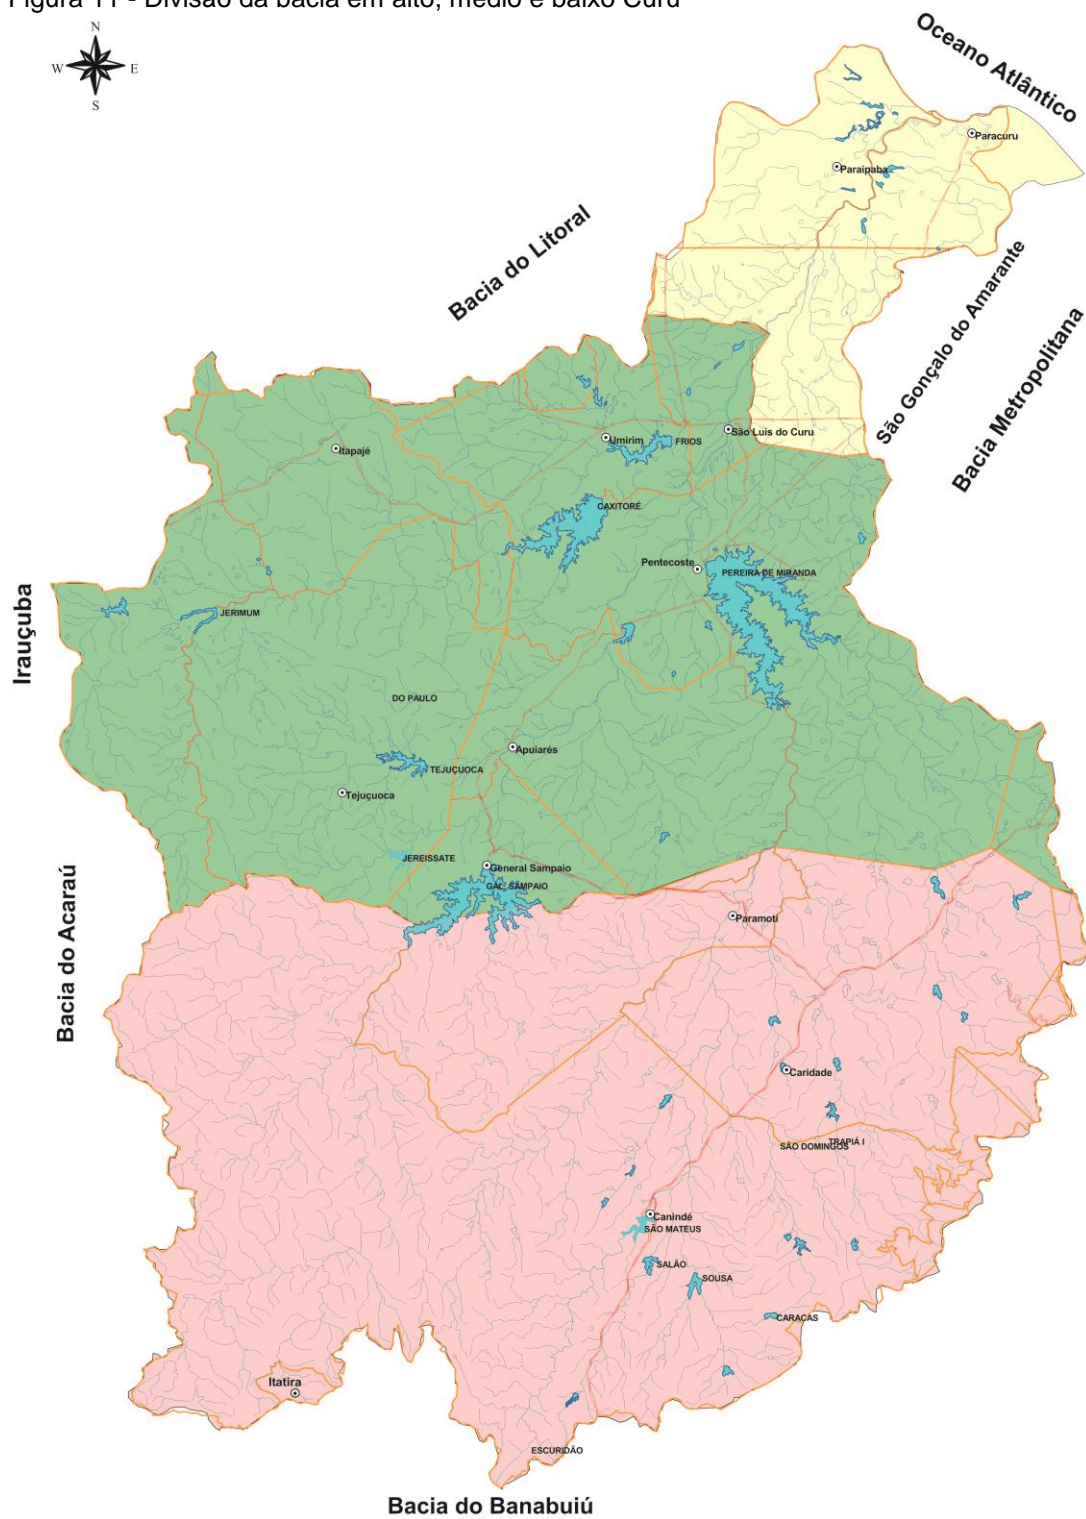 Figura 11 - Divisão da bacia em alto, médio e baixo Curu
N
W E
S
Oceano Atlântico
Paracuru
Paraipaba
Bacia do Litoral
São Gonçalo do Amarante
Bacia Metropolitana
São Luis do Curu
Umirim
FRIOS
Itapajé
CAXITORÉ
Pentecoste
PEREIRA DE MIRANDA
Irauçuba
JERIMUM
DO PAULO
Apuiarés
TEJUÇUOCA
Tejuçuoca
JEREISSATE
General Sampaio
GAL. SAMPAIO
Paramoti
Bacia do Acaraú
Caridade
TRAPIÁ I
SÃO DOMINGOS
Canindé
SÃO MATEUS
SALÃO
SOUSA
CARACAS
Itatira
ESCURIDÃO
Bacia do Banabuiú